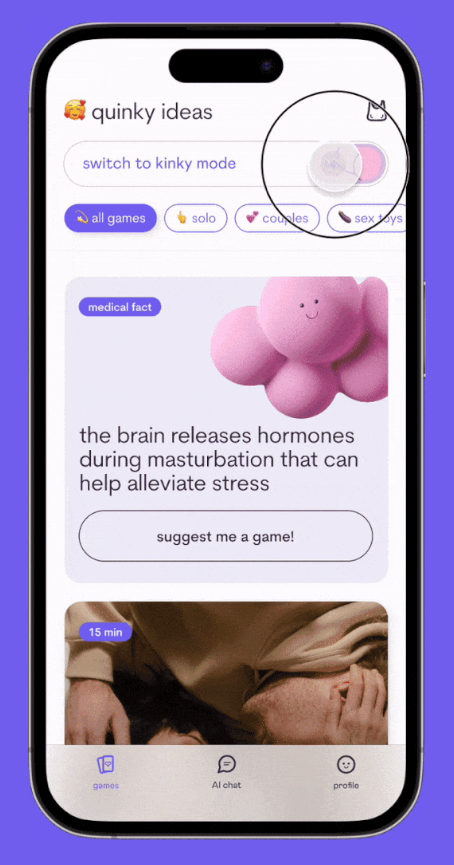 🥰 quinky ideas
switch to kinky mode
💫 all games 👆 solo 💕 couples 🍆 sex toys
medical fact
the brain releases hormones
during masturbation that can
help alleviate stress
suggest me a game!
15 min
games AI chat profile